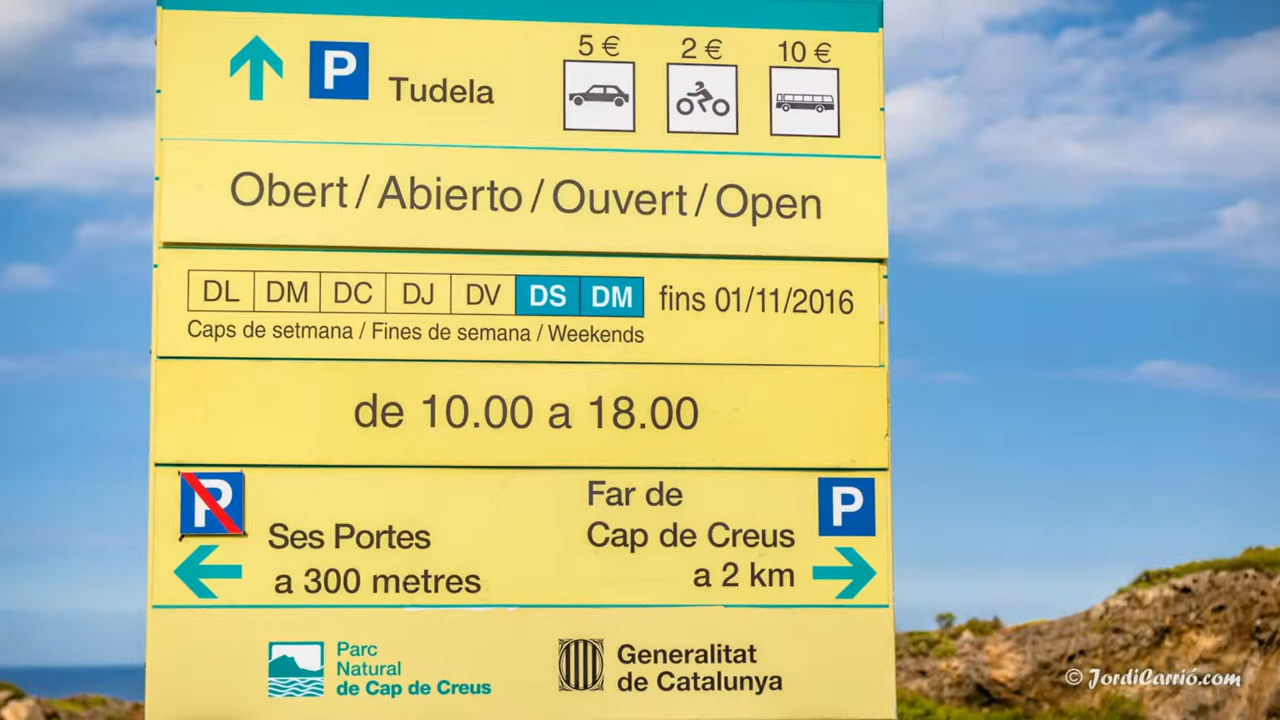 5 € 2 € 10 €
P Tudela
Obert / Abierto / Ouvert / Open
DL DM DC DJ DV DS DM fins 01/11/2016
Caps de setmana / Fines de semana / Weekends
de 10.00 a 18.00
P
Ses Portes
a 300 metres
Far de
Cap de Creus
a 2 km
P
Parc
Natural
de Cap de Creus
Generalitat
de Catalunya
© JordiCarrió.com